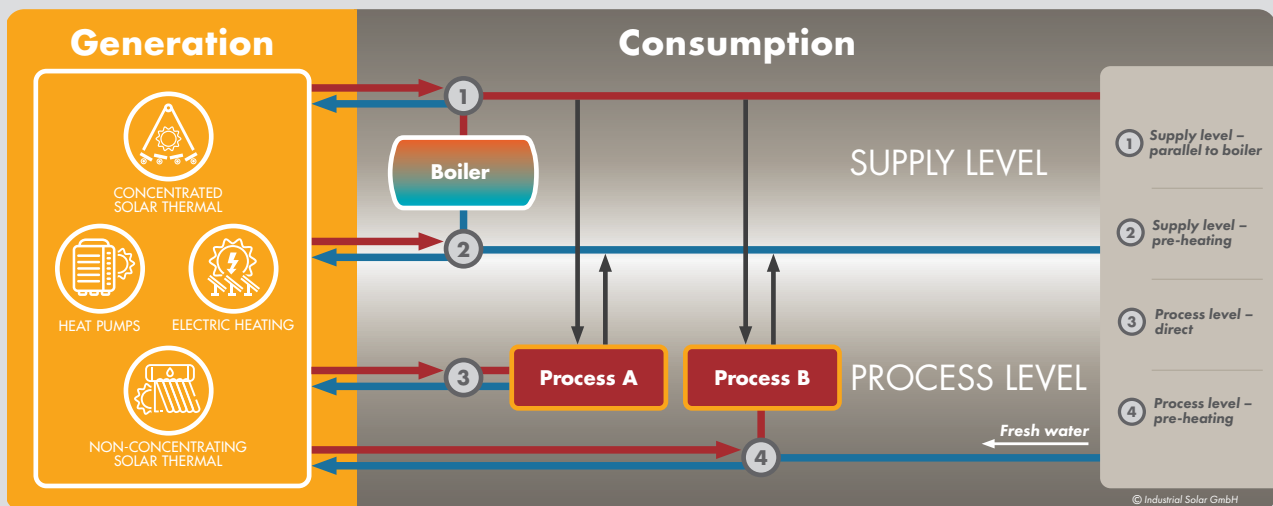 Generation
Consumption
CONCENTRATED
SOLAR THERMAL
HEAT PUMPS
ELECTRIC HEATING
NON-CONCENTRATING
SOLAR THERMAL
1
Boiler
SUPPLY LEVEL
2
3
Process A
Process B
PROCESS LEVEL
Fresh water
4
1
Supply level –
parallel to boiler
2
Supply level –
pre-heating
3
Process level –
direct
4
Process level –
pre-heating
© Industrial Solar GmbH